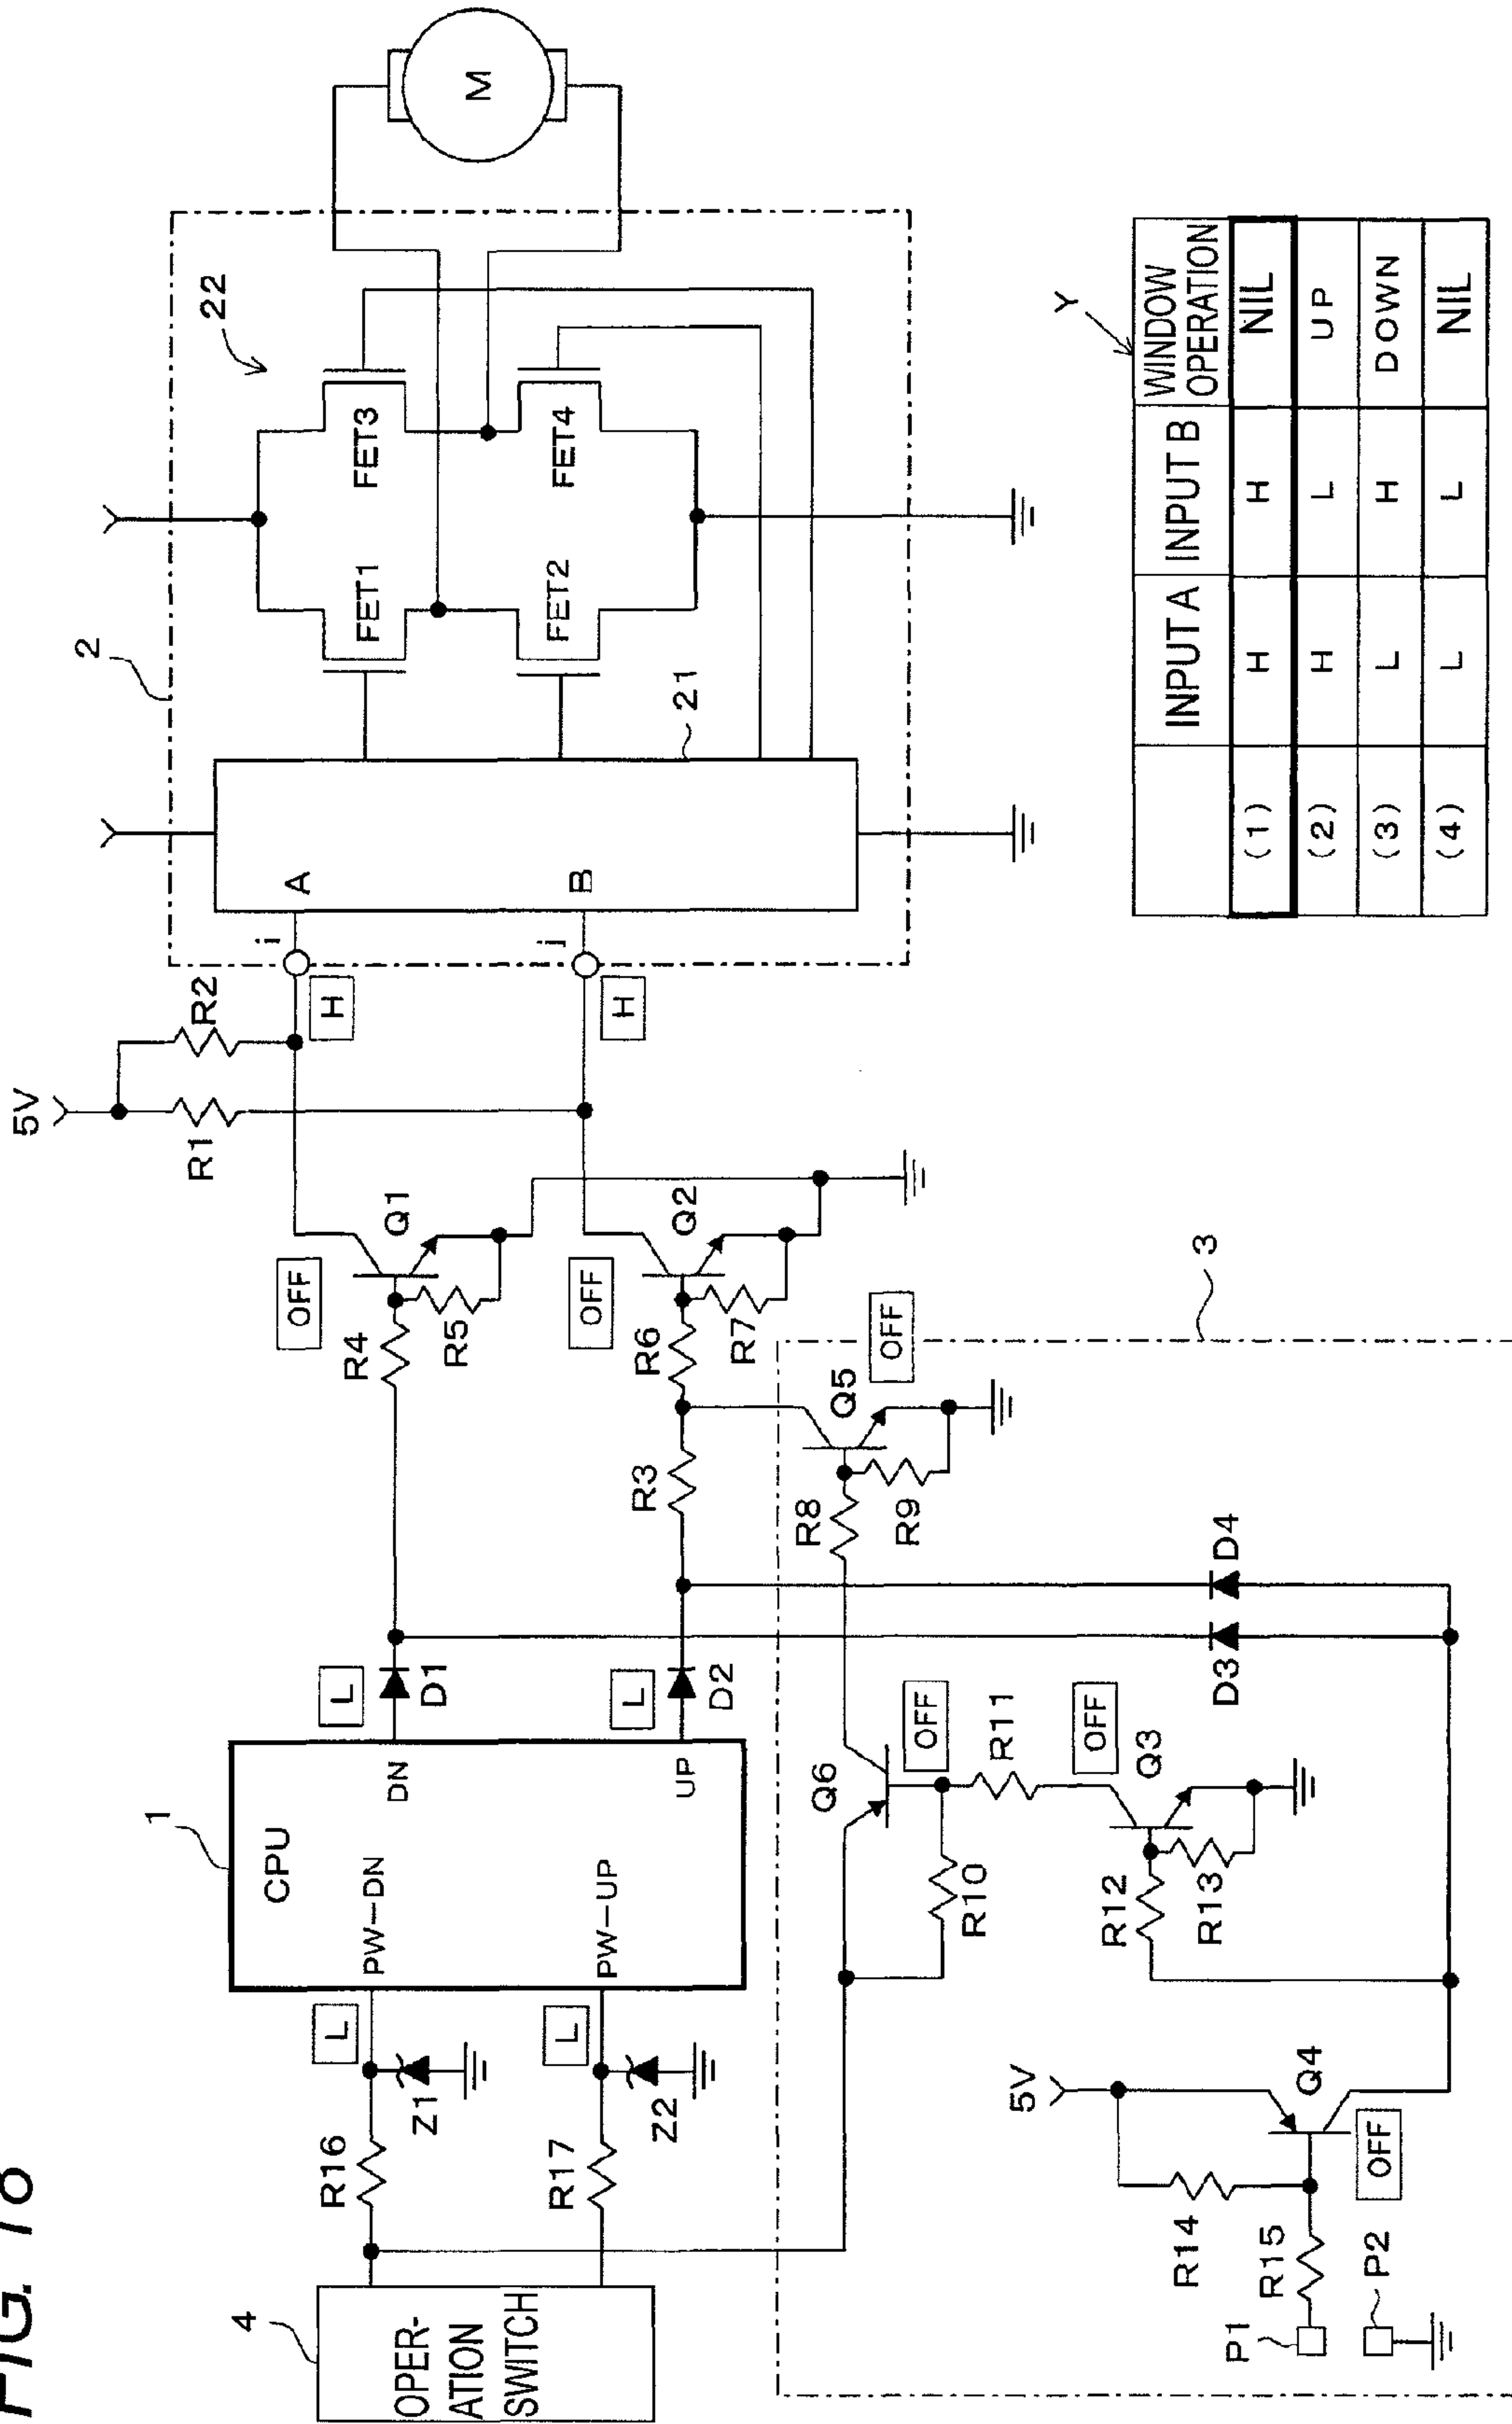 FIG. 18
4
OPER-
ATION
SWITCH
R16
R17
Z1
Z2
L
L
1
CPU
PW-DN
PW-UP
DN
UP
L
D1
L
D2
R3
R4
R5
R6
R7
OFF
Q1
OFF
Q2
5V
R1
R2
H
H
i
j
2
A
B
21
22
FET1
FET2
FET3
FET4
M
3
Q6
OFF
R8
R9
Q5
OFF
R10
R11
OFF
Q3
R12
R13
D3
D4
5V
Q4
OFF
R14
R15
P1
P2
Y
INPUT A INPUT B WINDOW
OPERATION
(1) H H NIL
(2) H L UP
(3) L H DOWN
(4) L L NIL